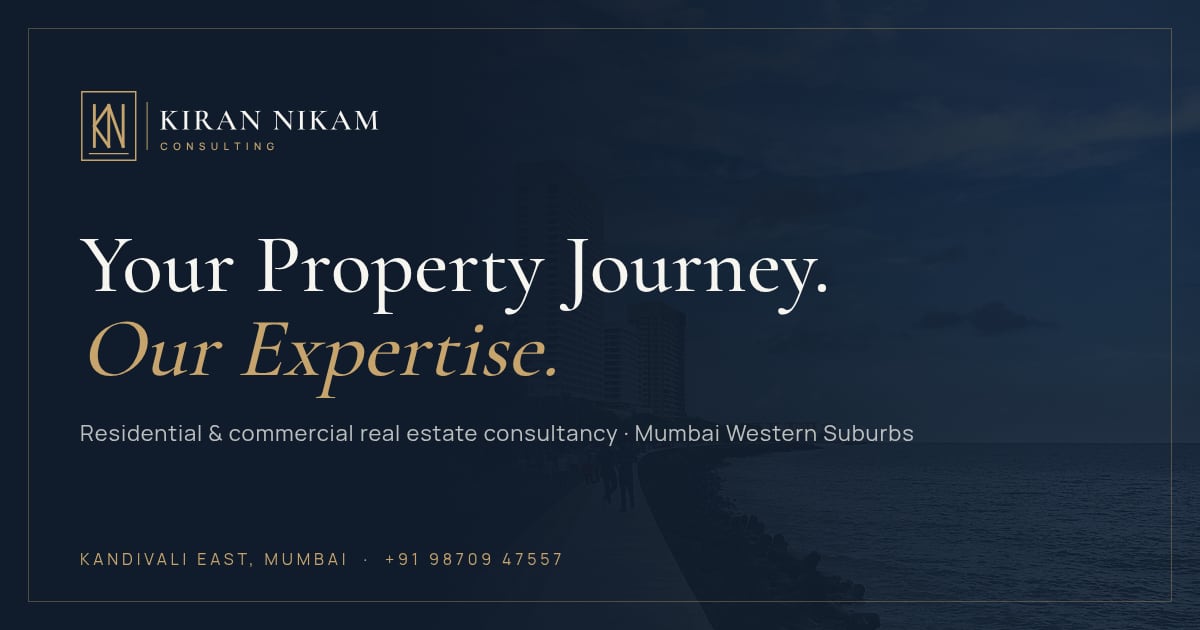 KN
KIRAN NIKAM
CONSULTING
Your Property Journey.
Our Expertise.
Residential & commercial real estate consultancy · Mumbai Western Suburbs
KANDIVALI EAST, MUMBAI · +91 98709 47557